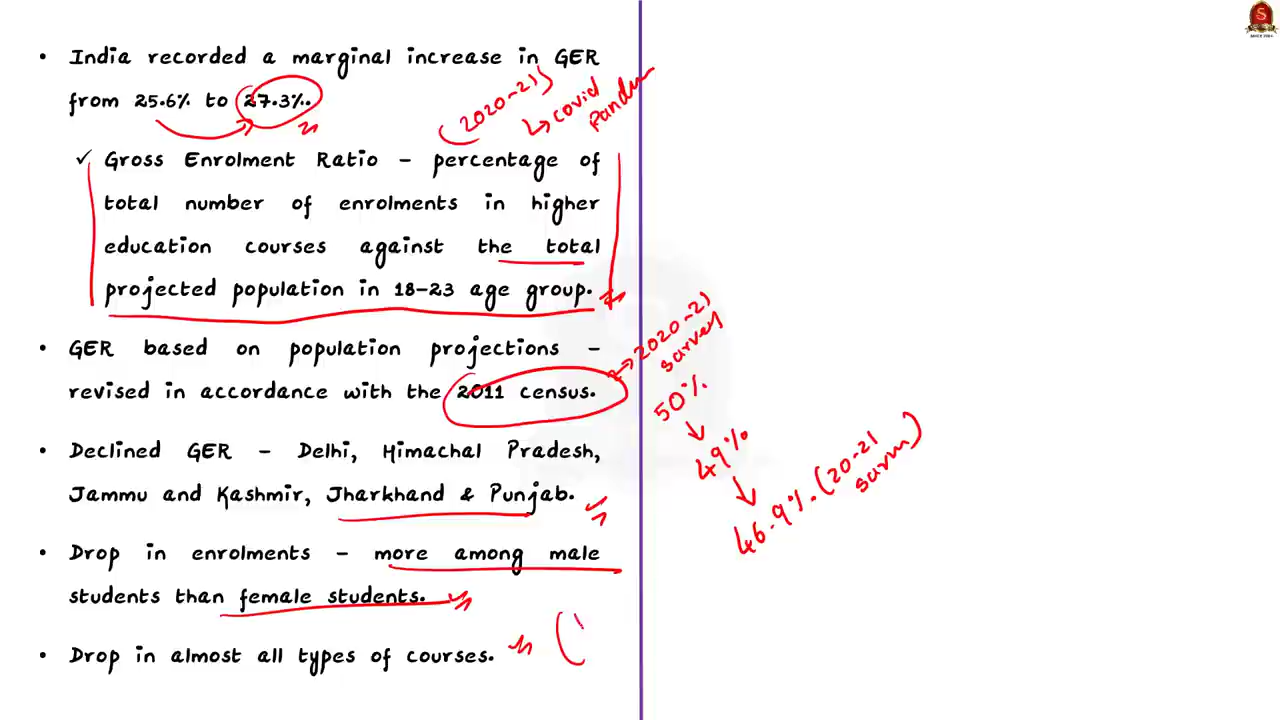 • India recorded a marginal increase in GER
from 25.6% to 27.3%.
(2020-21)
↳ covid
✓ Gross Enrolment Ratio – percentage of
total number of enrolments in higher
education courses against the total
projected population in 18-23 age group.
• GER based on population projections –
revised in accordance with the 2011 census.
→ 2020-21
survey
50%
↓
49%
↓
46.9% (20-21
• Declined GER – Delhi, Himachal Pradesh,
Jammu and Kashmir, Jharkhand & Punjab.
• Drop in enrolments – more among male
students than female students.
• Drop in almost all types of courses.
S